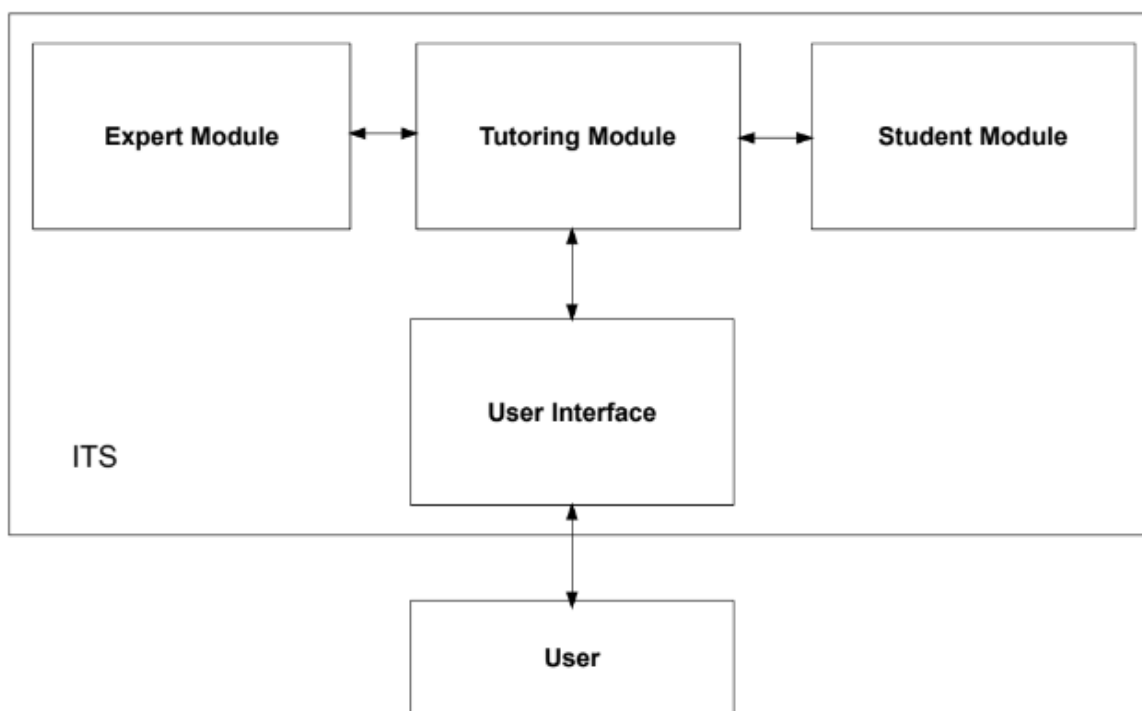 Expert Module
Tutoring Module
Student Module
User Interface
ITS
User